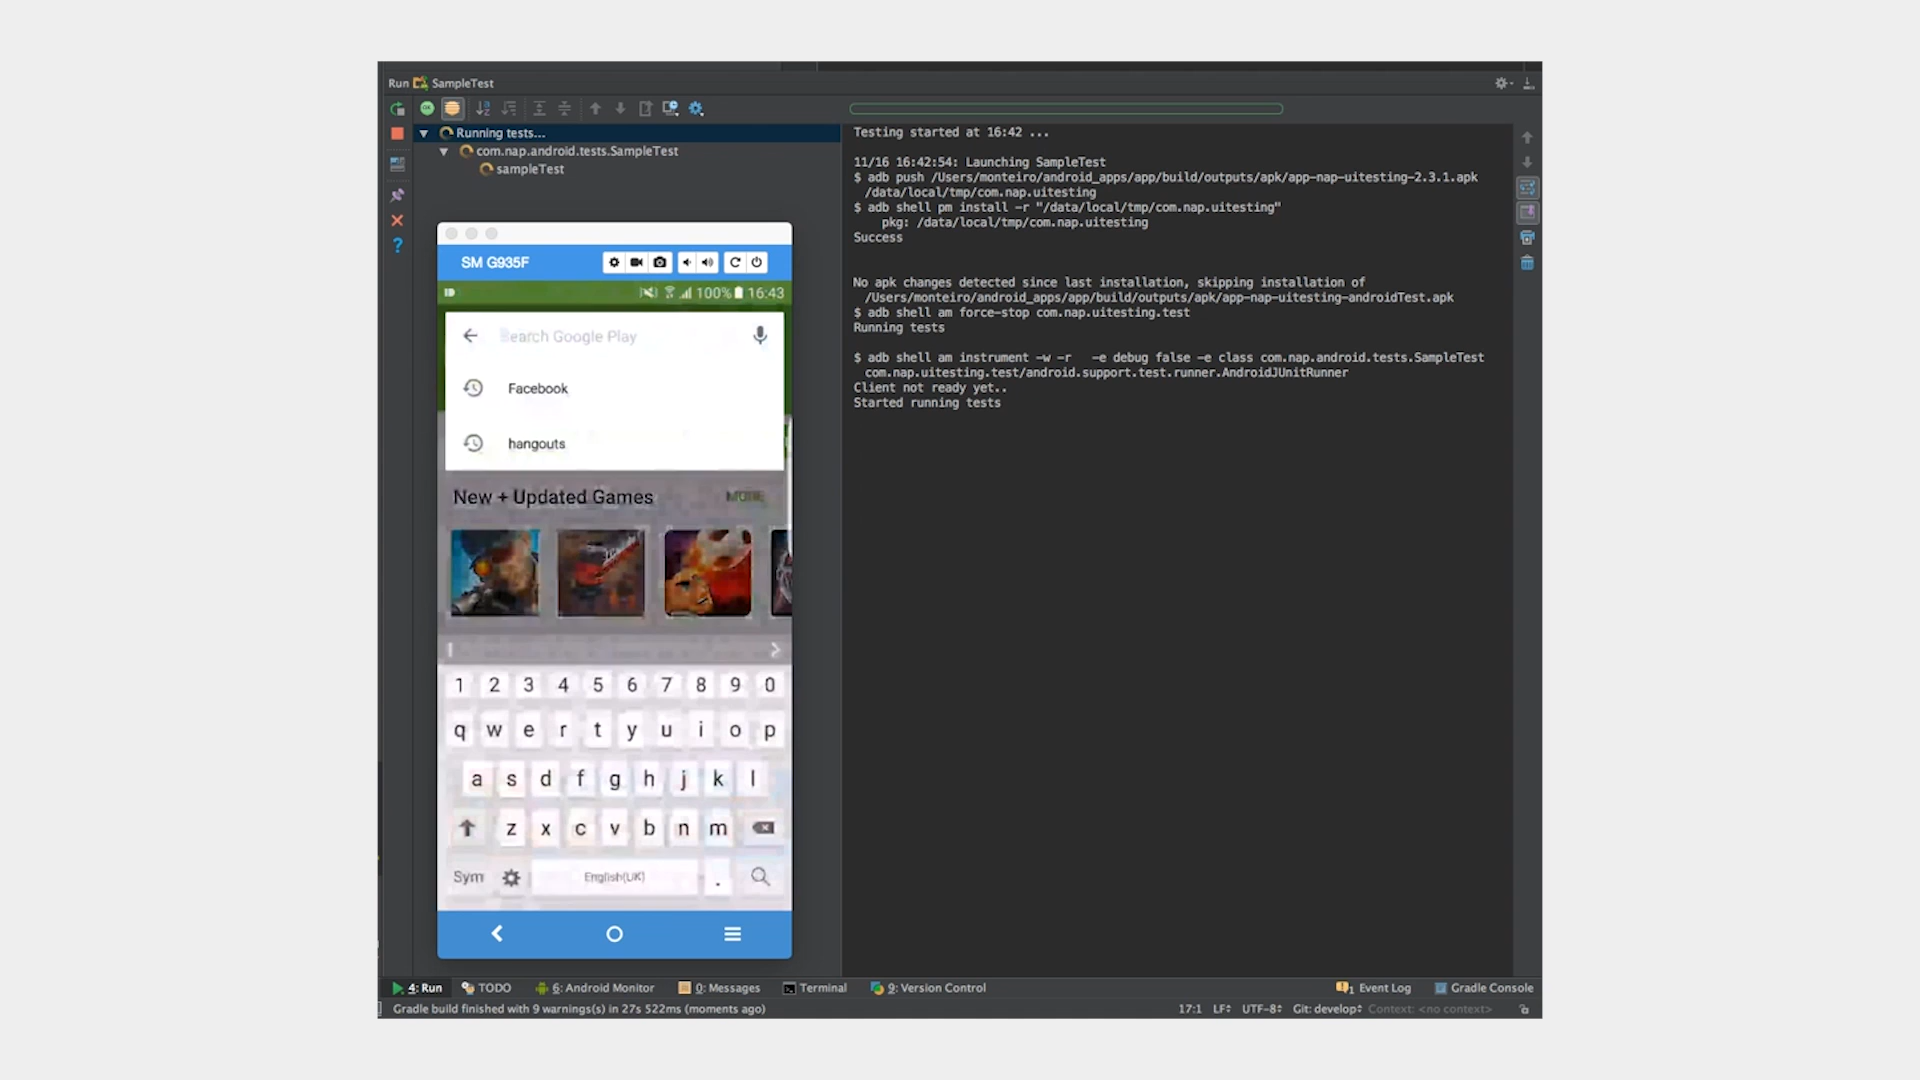 Run SampleTest
Running tests...
com.nap.android.tests.SampleTest
sampleTest
SM G935F
100% 16:43
Search Google Play
Facebook
hangouts
New + Updated Games MORE
1 2 3 4 5 6 7 8 9 0
q w e r t y u i o p
a s d f g h j k l
z x c v b n m
Sym English(UK) .
Testing started at 16:42 ...
11/16 16:42:54: Launching SampleTest
$ adb push /Users/monteiro/android_apps/app/build/outputs/apk/app-nap-uitesting-2.3.1.apk
/data/local/tmp/com.nap.uitesting
$ adb shell pm install -r "/data/local/tmp/com.nap.uitesting"
pkg: /data/local/tmp/com.nap.uitesting
Success
No apk changes detected since last installation, skipping installation of
/Users/monteiro/android_apps/app/build/outputs/apk/app-nap-uitesting-androidTest.apk
$ adb shell am force-stop com.nap.uitesting.test
Running tests
$ adb shell am instrument -w -r   -e debug false -e class com.nap.android.tests.SampleTest
com.nap.uitesting.test/android.support.test.runner.AndroidJUnitRunner
Client not ready yet..
Started running tests
4: Run TODO 6: Android Monitor 0: Messages Terminal 9: Version Control 1 Event Log Gradle Console
Gradle build finished with 9 warnings(s) in 27s 522ms (moments ago) 17:1 LF UTF-8 Git: develop Context: <no context>